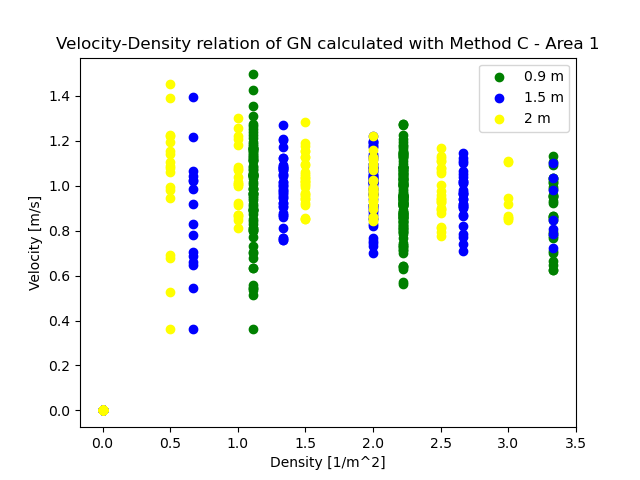 Velocity-Density relation of GN calculated with Method C - Area 1
0.9 m
1.5 m
2 m
Velocity [m/s]
1.4
1.2
1.0
0.8
0.6
0.4
0.2
0.0
0.0 0.5 1.0 1.5 2.0 2.5 3.0 3.5
Density [1/m^2]